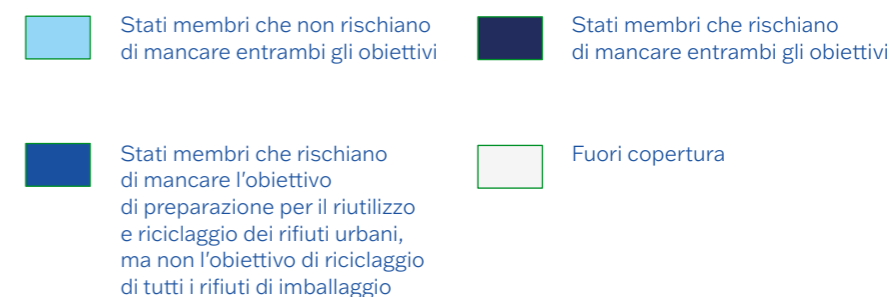 Stati membri che non rischiano
di mancare entrambi gli obiettivi
Stati membri che rischiano
di mancare entrambi gli obiettivi
Stati membri che rischiano
di mancare l'obiettivo
di preparazione per il riutilizzo
e riciclaggio dei rifiuti urbani,
ma non l'obiettivo di riciclaggio
di tutti i rifiuti di imballaggio
Fuori copertura